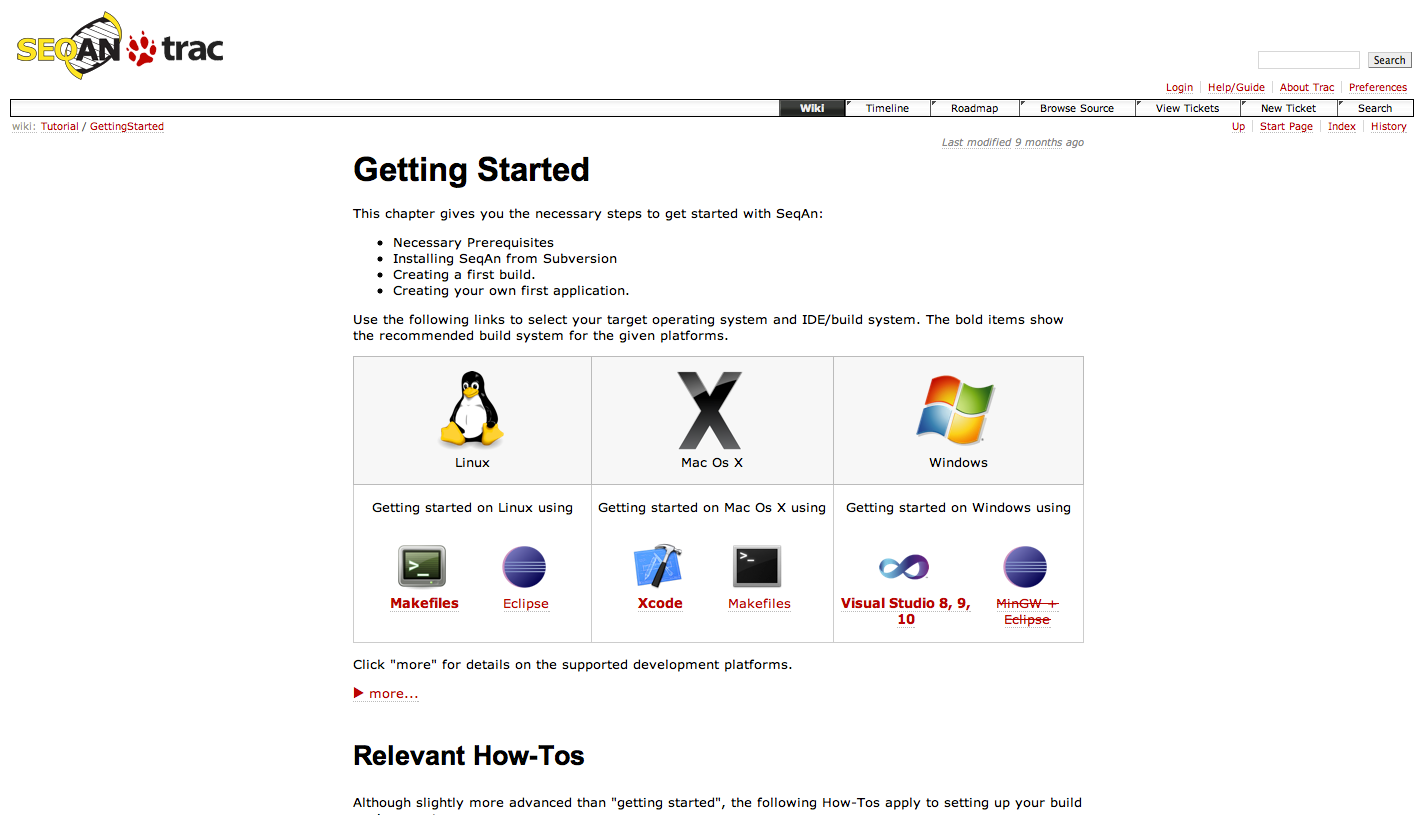 SEQAN trac
Search
Login Help/Guide About Trac Preferences
Wiki Timeline Roadmap Browse Source View Tickets New Ticket Search
wiki: Tutorial / GettingStarted
Up Start Page Index History
Last modified 9 months ago
Getting Started
This chapter gives you the necessary steps to get started with SeqAn:
• Necessary Prerequisites
• Installing SeqAn from Subversion
• Creating a first build.
• Creating your own first application.
Use the following links to select your target operating system and IDE/build system. The bold items show
the recommended build system for the given platforms.
Linux Mac Os X Windows
Getting started on Linux using Getting started on Mac Os X using Getting started on Windows using
Makefiles Eclipse Xcode Makefiles Visual Studio 8, 9, MinGW +
10 Eclipse
Click "more" for details on the supported development platforms.
more...
Relevant How-Tos
Although slightly more advanced than "getting started", the following How-Tos apply to setting up your build